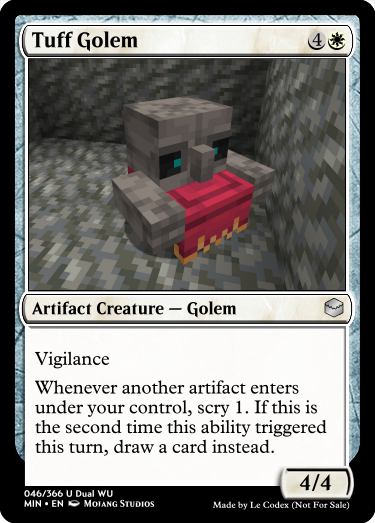 Tuff Golem 4
Artifact Creature — Golem
Vigilance
Whenever another artifact enters
under your control, scry 1. If this is
the second time this ability triggered
this turn, draw a card instead.
4/4
046/366 U Dual WU
MIN • EN Mojang Studios
Made by Le Codex (Not For Sale)